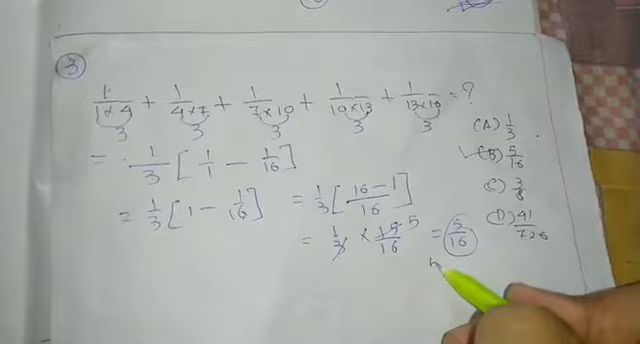 3
1/1×4 + 1/4×7 + 1/7×10 + 1/10×13 + 1/13×16 = ?
3 3 3 3 3
= 1/3 [1/1 − 1/16]
= 1/3 [1 − 1/16] = 1/3 [16−1/16]
= 1/3 × 15/16 5 = 5/16
(A) 1/3
(B) 5/16
(C) 3/8
(D)